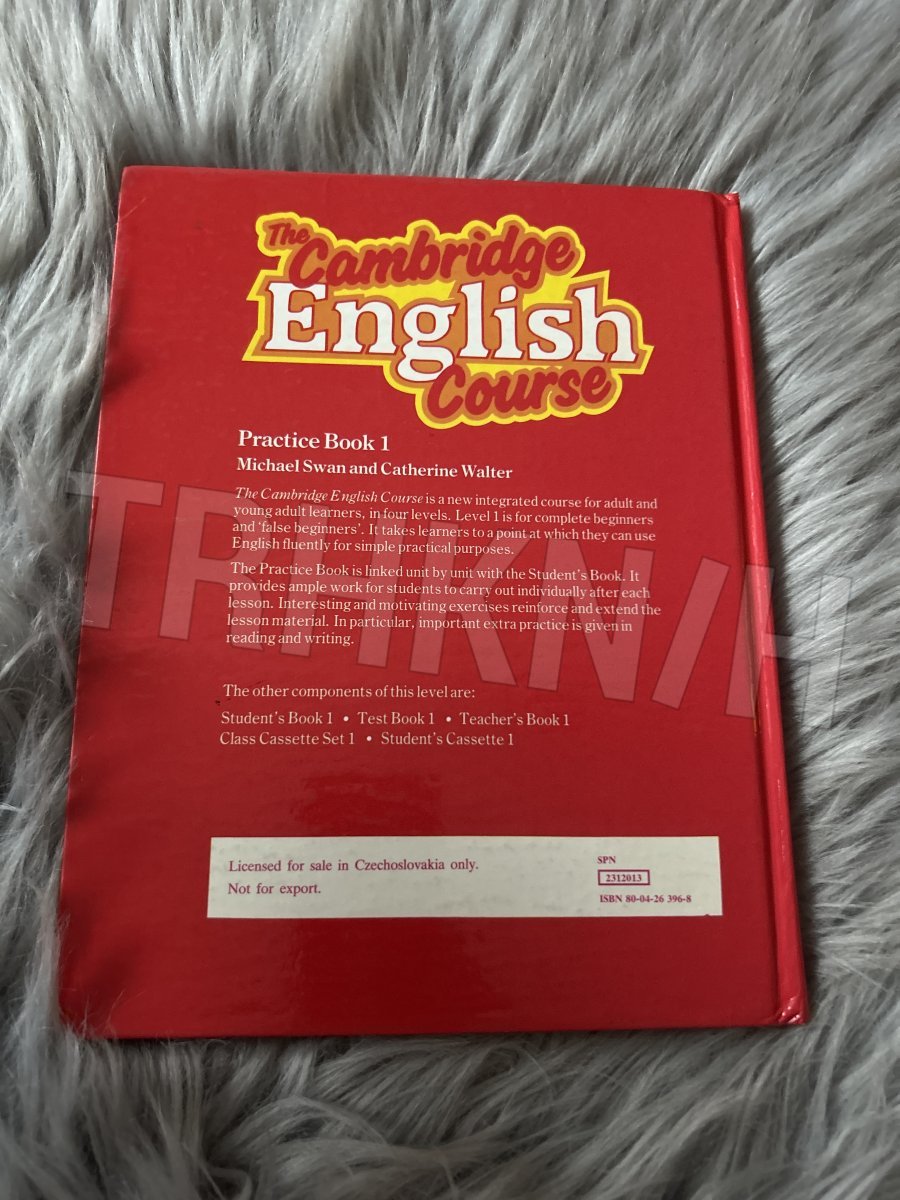 The
Cambridge
English
Course
Practice Book 1
Michael Swan and Catherine Walter
The Cambridge English Course is a new integrated course for adult and
young adult learners, in four levels. Level 1 is for complete beginners
and ‘false beginners’. It takes learners to a point at which they can use
English fluently for simple practical purposes.
The Practice Book is linked unit by unit with the Student's Book. It
provides ample work for students to carry out individually after each
lesson. Interesting and motivating exercises reinforce and extend the
lesson material. In particular, important extra practice is given in
reading and writing.
The other components of this level are:
Student's Book 1 • Test Book 1 • Teacher's Book 1
Class Cassette Set 1 • Student's Cassette 1
Licensed for sale in Czechoslovakia only.
Not for export.
SPN
2312013
ISBN 80-04-26 396-8